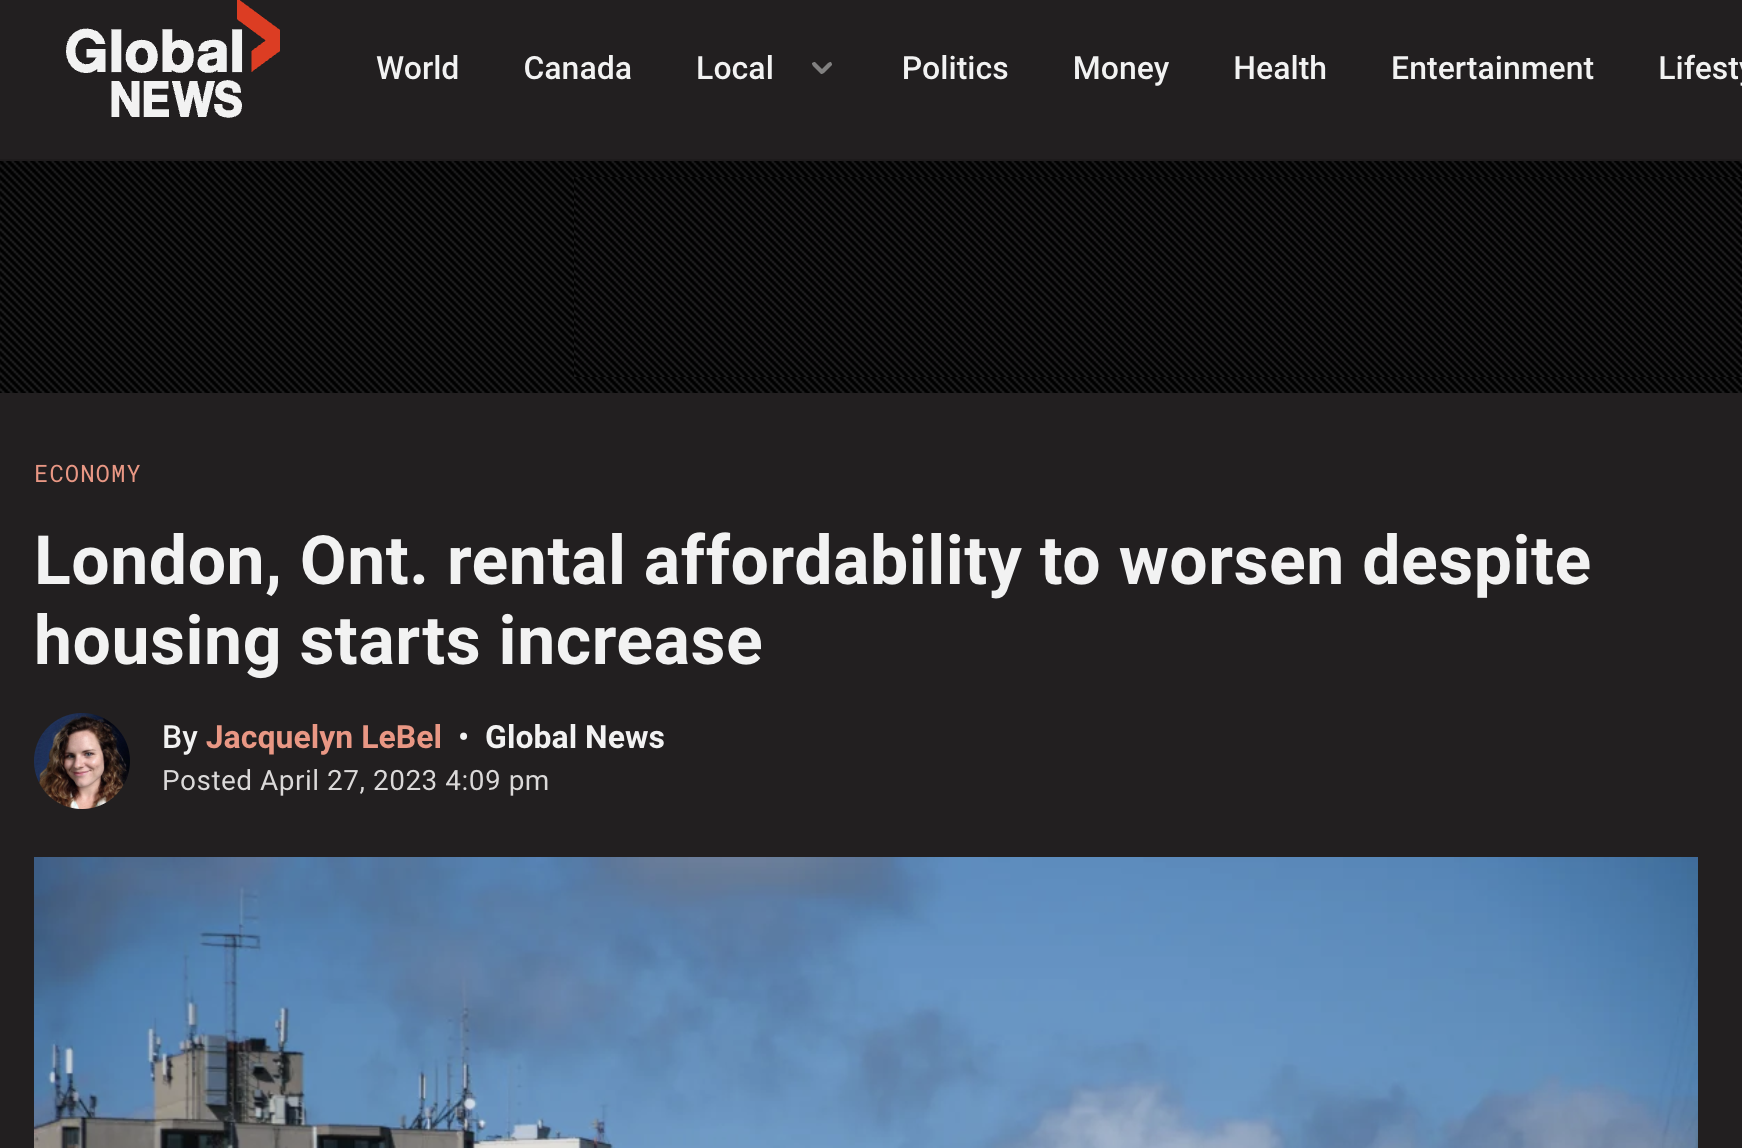 Global
NEWS
World Canada Local Politics Money Health Entertainment
ECONOMY
London, Ont. rental affordability to worsen despite
housing starts increase
By Jacquelyn LeBel • Global News
Posted April 27, 2023 4:09 pm